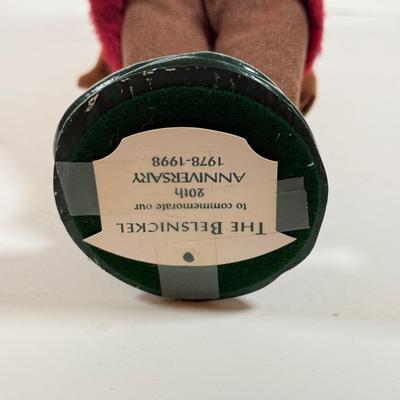 THE BELSNICKEL
to commemorate our
20th
ANNIVERSARY
1978-1998